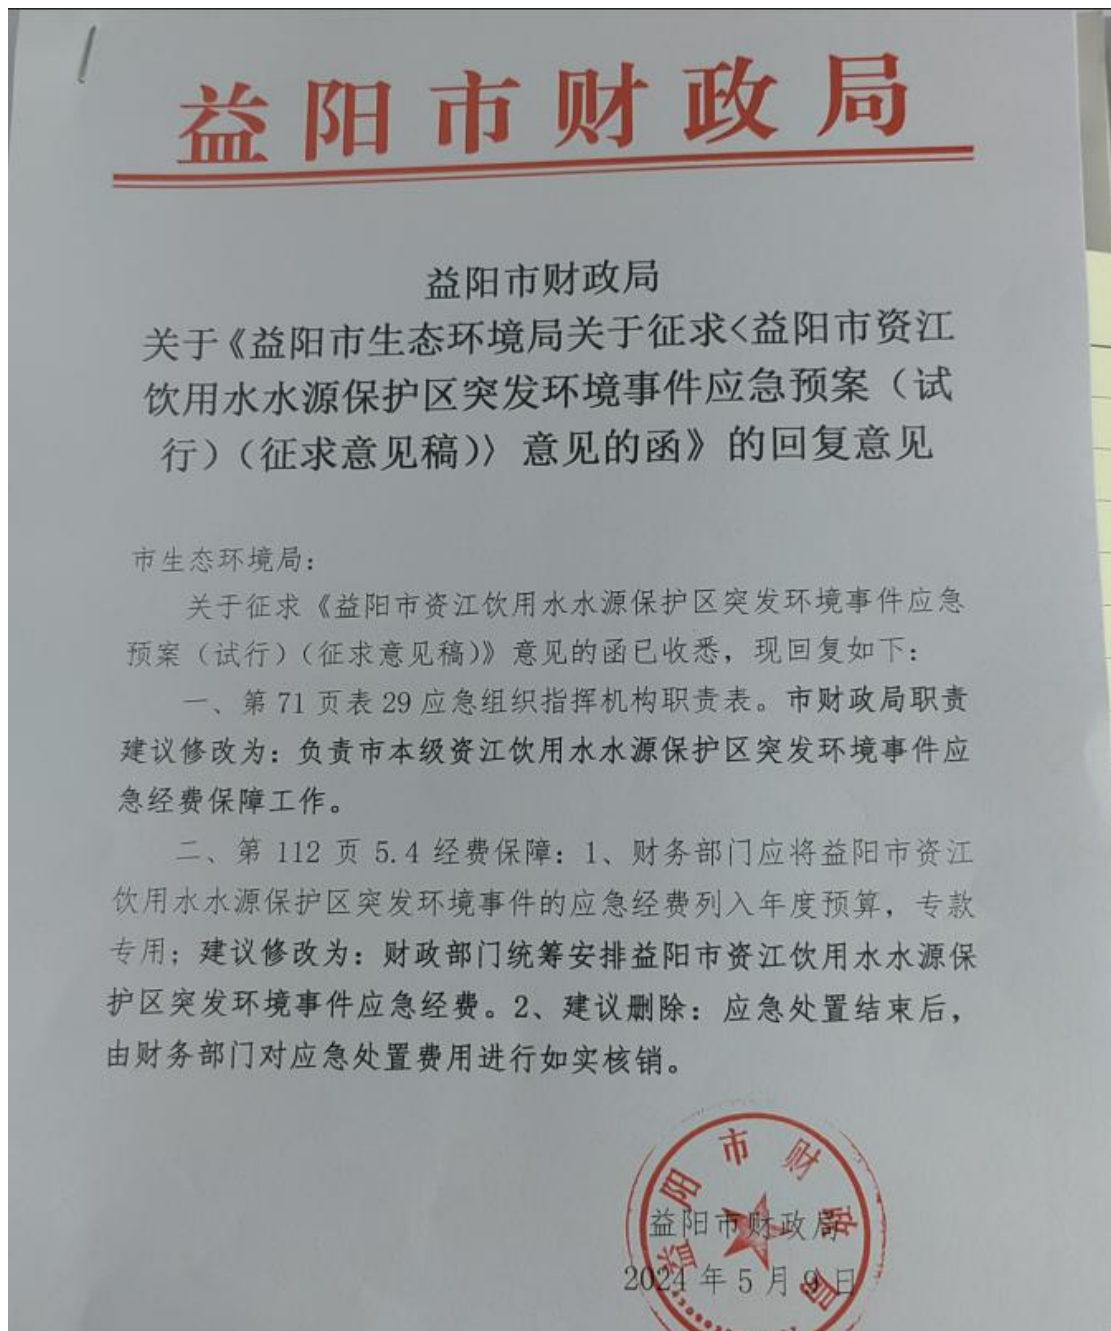 益阳市财政局
益阳市财政局
关于《益阳市生态环境局关于征求<益阳市资江
饮用水水源保护区突发环境事件应急预案（试
行）（征求意见稿)〉意见的函》的回复意见
市生态环境局：
关于征求《益阳市资江饮用水水源保护区突发环境事件应急
预案（试行）（征求意见稿)》意见的函已收悉，现回复如下：
一、第 71 页表 29 应急组织指挥机构职责表。市财政局职责
建议修改为：负责市本级资江饮用水水源保护区突发环境事件应
急经费保障工作。
二、第 112 页 5.4 经费保障：1、财务部门应将益阳市资江
饮用水水源保护区突发环境事件的应急经费列入年度预算，专款
专用；建议修改为：财政部门统筹安排益阳市资江饮用水水源保
护区突发环境事件应急经费。2、建议删除：应急处置结束后，
由财务部门对应急处置费用进行如实核销。
益阳市财政局
益阳市财政局
2024 年 5 月 9 日